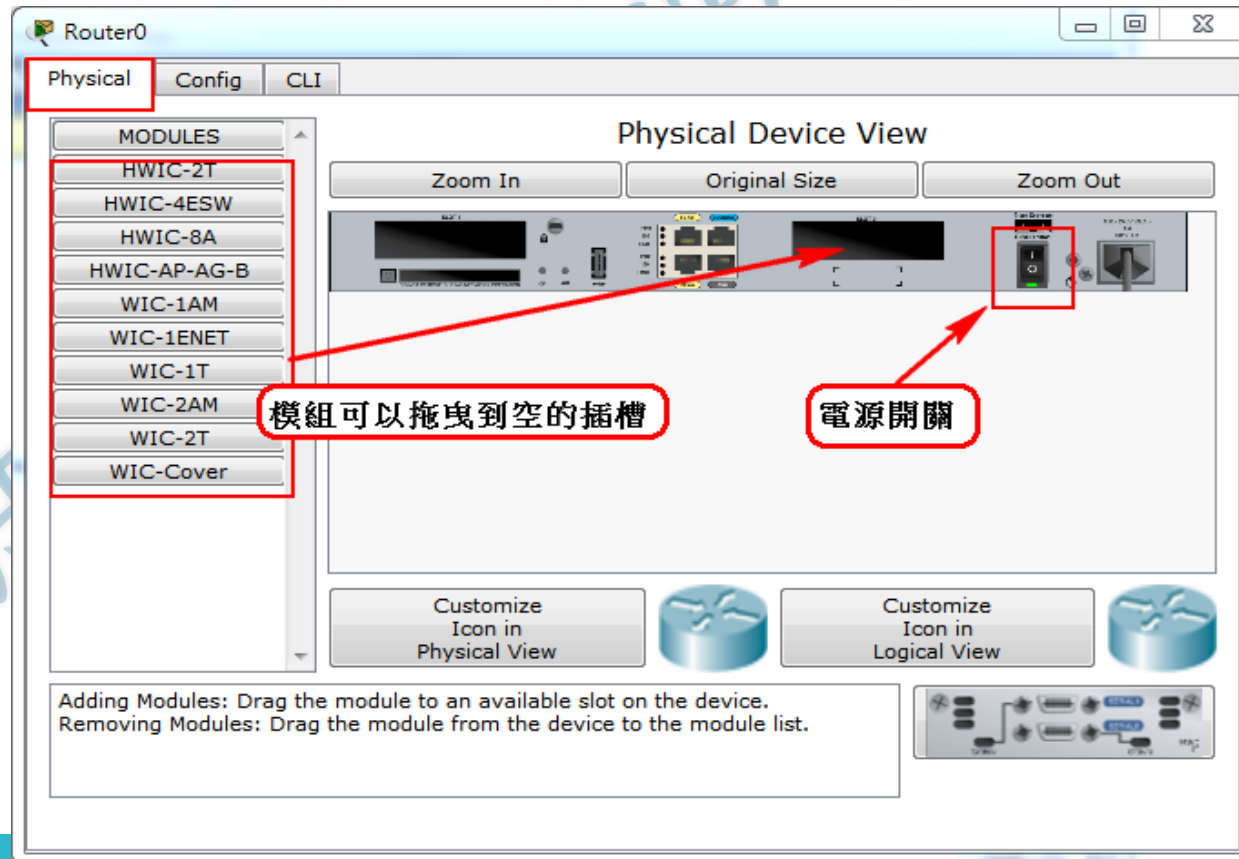 Router0
Physical Config CLI
MODULES
HWIC-2T
HWIC-4ESW
HWIC-8A
HWIC-AP-AG-B
WIC-1AM
WIC-1ENET
WIC-1T
WIC-2AM
WIC-2T
WIC-Cover
Physical Device View
Zoom In Original Size Zoom Out
模組可以拖曳到空的插槽
電源開關
Customize
Icon in
Physical View
Customize
Icon in
Logical View
Adding Modules: Drag the module to an available slot on the device.
Removing Modules: Drag the module from the device to the module list.